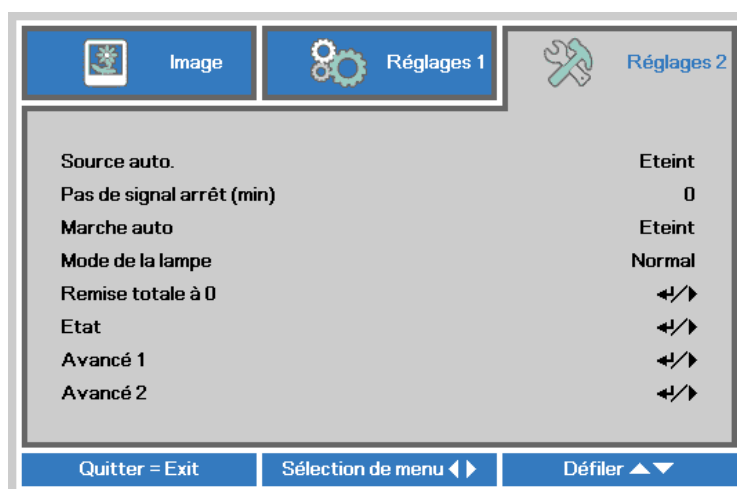 Image
Réglages 1
Réglages 2
Source auto. Eteint
Pas de signal arrêt (min) 0
Marche auto Eteint
Mode de la lampe Normal
Remise totale à 0 ↵/▶
Etat ↵/▶
Avancé 1 ↵/▶
Avancé 2 ↵/▶
Quitter = Exit
Sélection de menu ◀ ▶
Défiler ▲▼